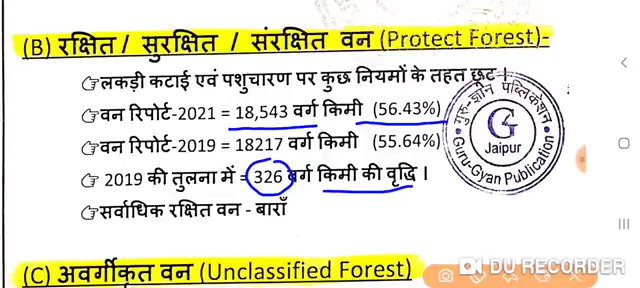 (B) रक्षित / सुरक्षित / संरक्षित वन (Protect Forest)-
👉लकड़ी कटाई एवं पशुचारण पर कुछ नियमों के तहत छूट।
👉वन रिपोर्ट-2021 = 18,543 वर्ग किमी (56.43%)
👉वन रिपोर्ट-2019 = 18217 वर्ग किमी (55.64%)
👉 2019 की तुलना में = 326 वर्ग किमी की वृद्धि ।
👉सर्वाधिक रक्षित वन - बाराँ
गुरु-ज्ञान पब्लिकेशन
G
Jaipur
Guru-Gyan Publication
(C) अवर्गीकृत वन (Unclassified Forest)
DU RECORDER